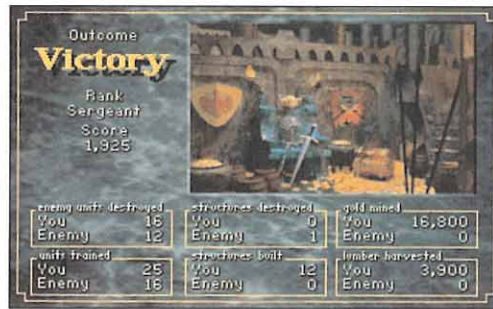 Outcome
Victory
Rank
Sergeant
Score
1,925
enemy units destroyed
You 16
Enemy 12
structures destroyed
You 0
Enemy 1
gold mined
You 16,800
Enemy 0
units trained
You 25
Enemy 16
structures built
You 12
Enemy 0
lumber harvested
You 3,900
Enemy 0